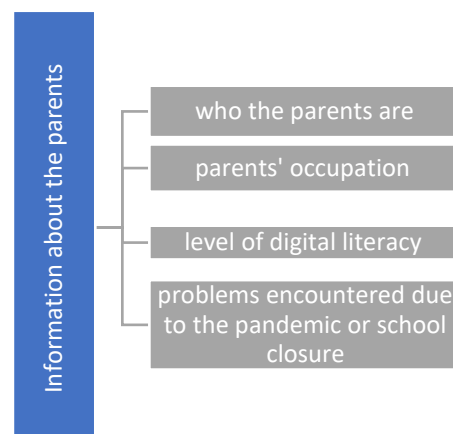 Information about the parents
who the parents are
parents' occupation
level of digital literacy
problems encountered due
to the pandemic or school
closure